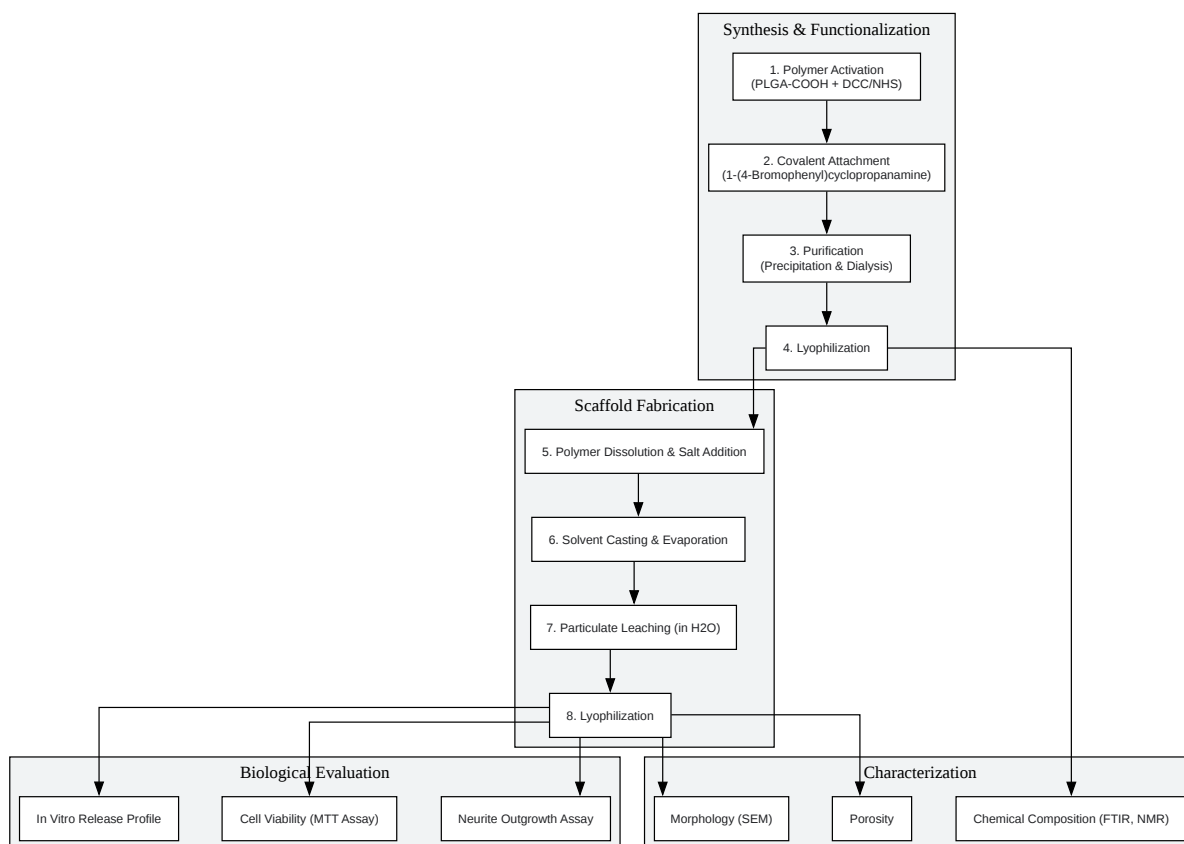 Synthesis & Functionalization
1. Polymer Activation
(PLGA-COOH + DCC/NHS)
2. Covalent Attachment
(1-(4-Bromophenyl)cyclopropanamine)
3. Purification
(Precipitation & Dialysis)
4. Lyophilization
Scaffold Fabrication
5. Polymer Dissolution & Salt Addition
6. Solvent Casting & Evaporation
7. Particulate Leaching (in H2O)
8. Lyophilization
Biological Evaluation
In Vitro Release Profile
Cell Viability (MTT Assay)
Neurite Outgrowth Assay
Characterization
Morphology (SEM)
Porosity
Chemical Composition (FTIR, NMR)